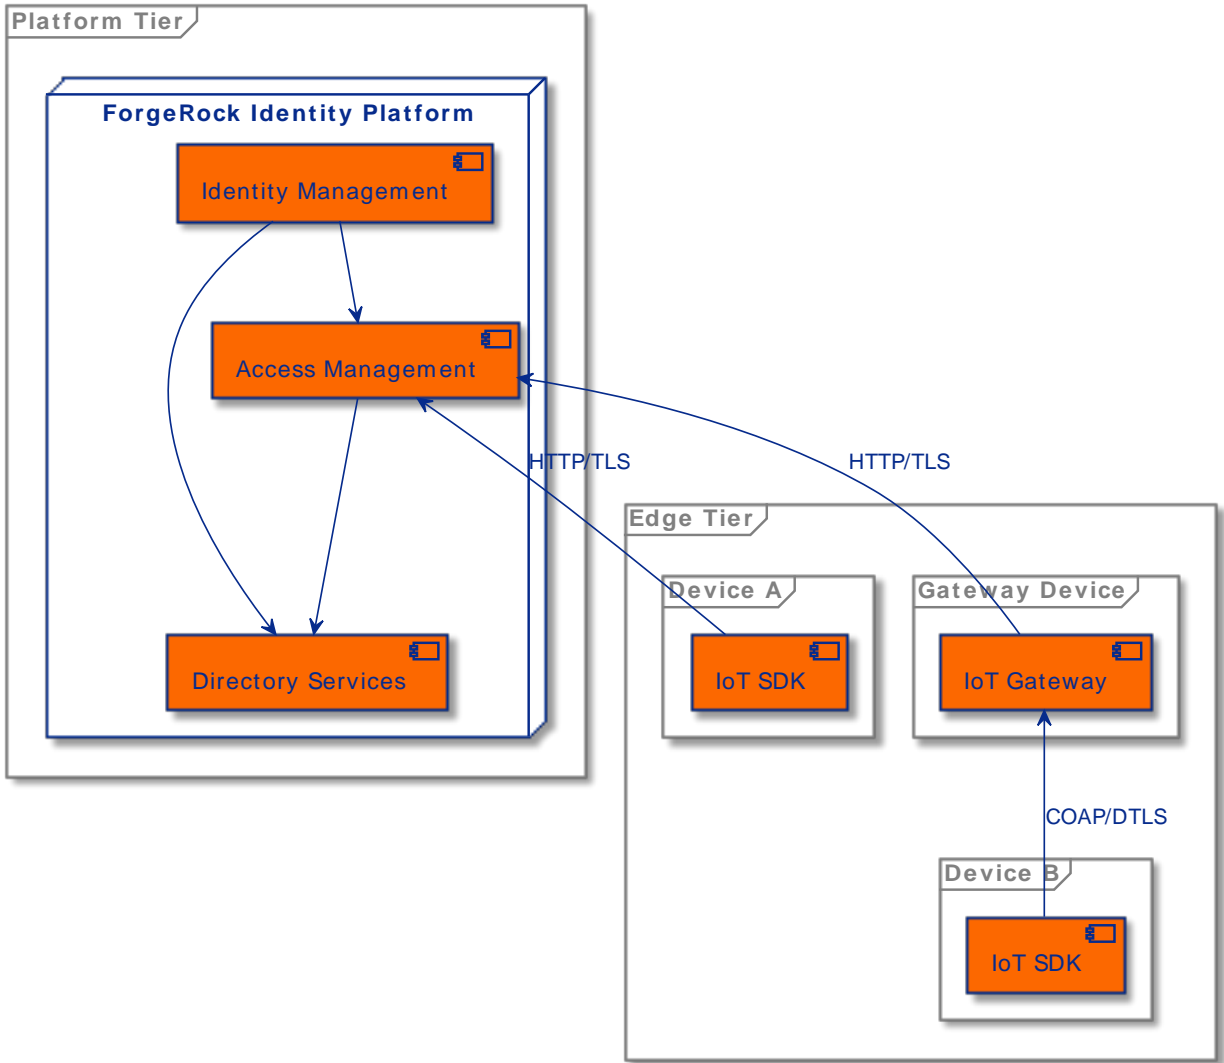 Platform Tier
ForgeRock Identity Platform
Identity Management
Access Management
HTTP/TLS
HTTP/TLS
Edge Tier
Device A
Gateway Device
IoT SDK
IoT Gateway
Directory Services
COAP/DTLS
Device B
IoT SDK